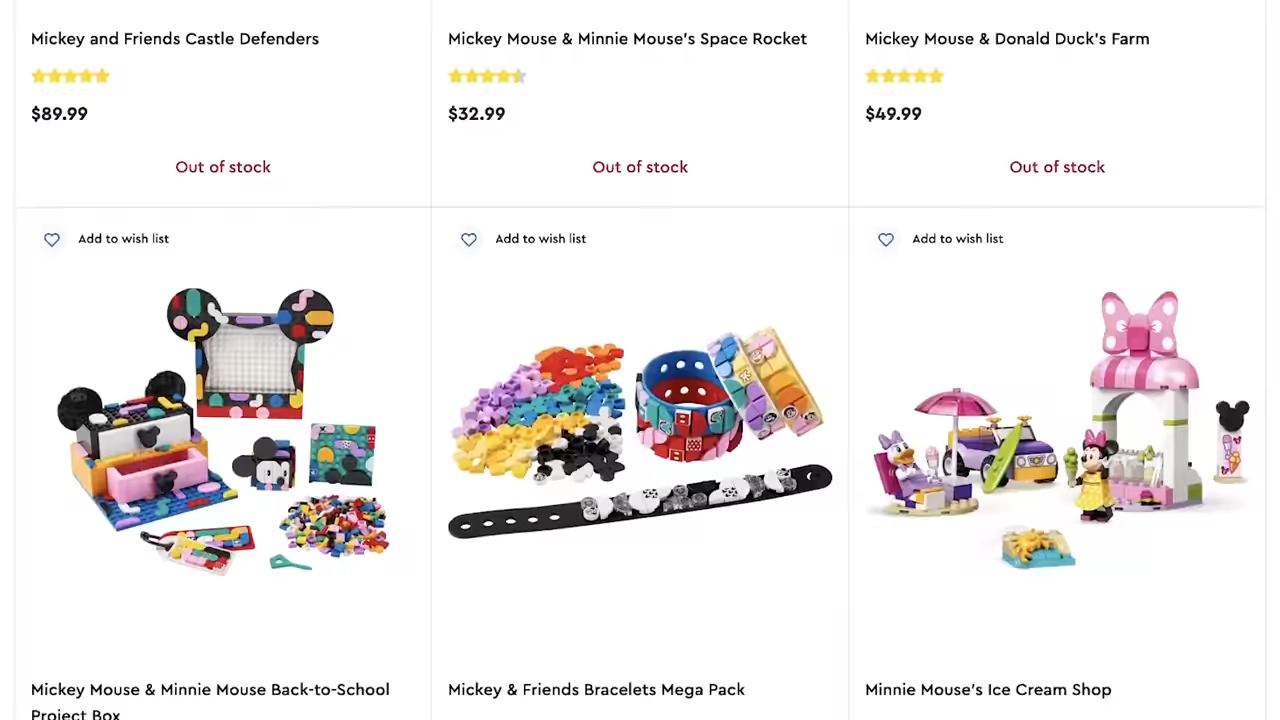 Mickey and Friends Castle Defenders
$89.99
Out of stock
Mickey Mouse & Minnie Mouse's Space Rocket
$32.99
Out of stock
Mickey Mouse & Donald Duck's Farm
$49.99
Out of stock
Add to wish list
Mickey Mouse & Minnie Mouse Back-to-School
Project Box
Add to wish list
Mickey & Friends Bracelets Mega Pack
Add to wish list
Minnie Mouse's Ice Cream Shop